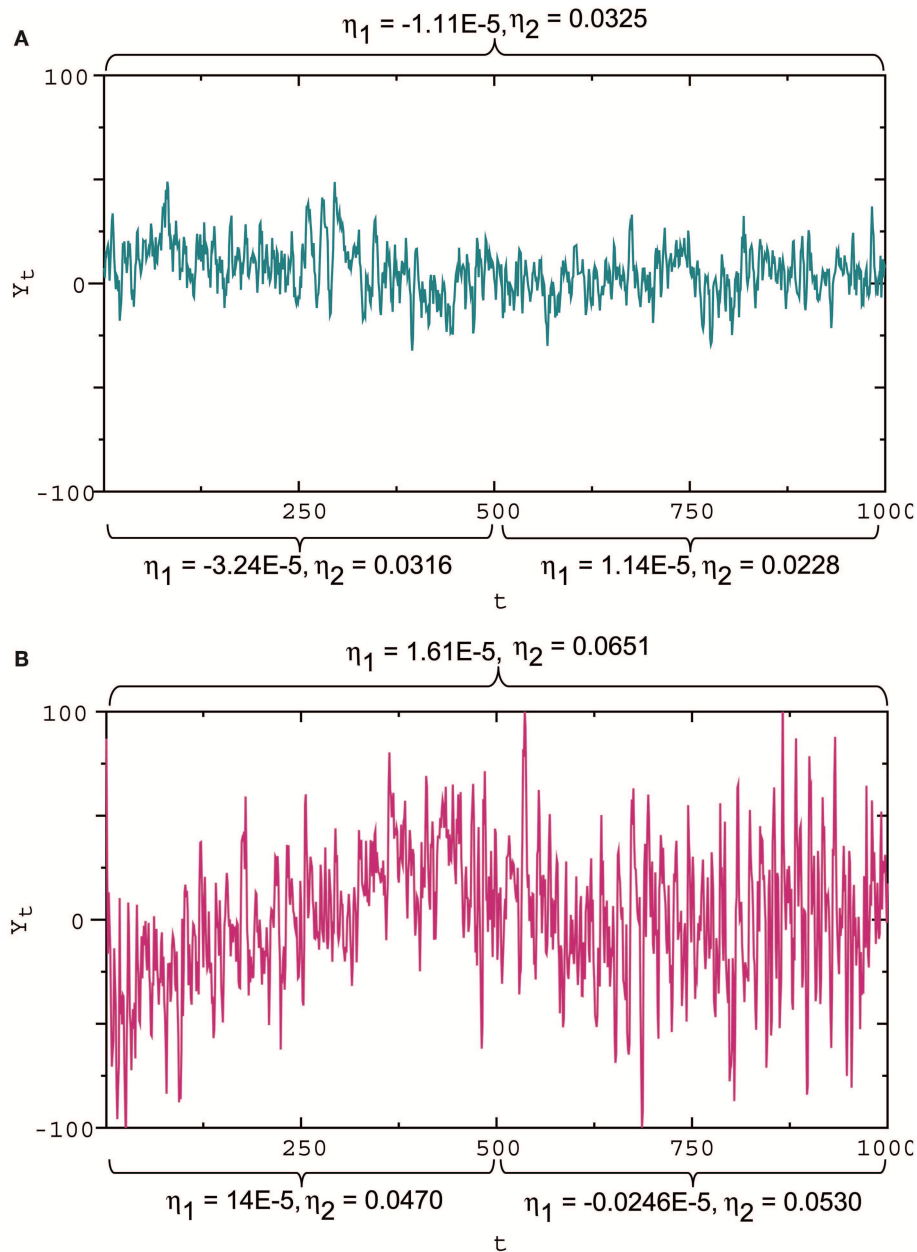 A
η1 = -1.11E-5, η2 = 0.0325
100
0
-100
Yt
250 500 750 1000
η1 = -3.24E-5, η2 = 0.0316 η1 = 1.14E-5, η2 = 0.0228
t
B
η1 = 1.61E-5, η2 = 0.0651
100
0
-100
Yt
250 500 750 1000
η1 = 14E-5, η2 = 0.0470 η1 = -0.0246E-5, η2 = 0.0530
t